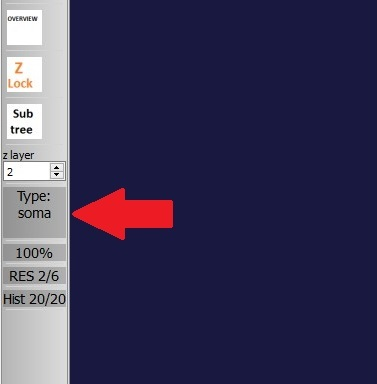 OVERVIEW
Z
Lock
Sub
tree
z layer
2
Type:
soma
100%
RES 2/6
Hist 20/20